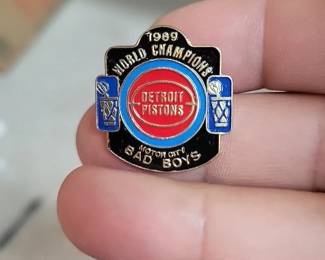 1989
WORLD CHAMPIONS
DETROIT
PISTONS
MOTOR CITY
BAD BOYS